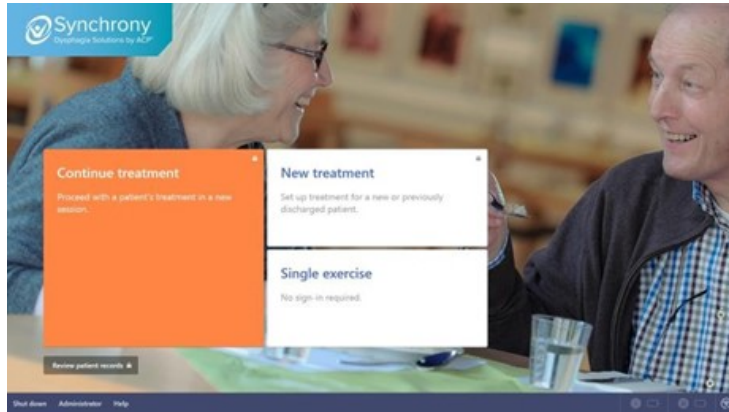 Synchrony
Dysphagia Solutions by ACP®
Continue treatment
Proceed with a patient's treatment in a new
session.
New treatment
Set up treatment for a new or previously
discharged patient.
Single exercise
No sign-in required.
Review patient records
Shut down Administrator Help